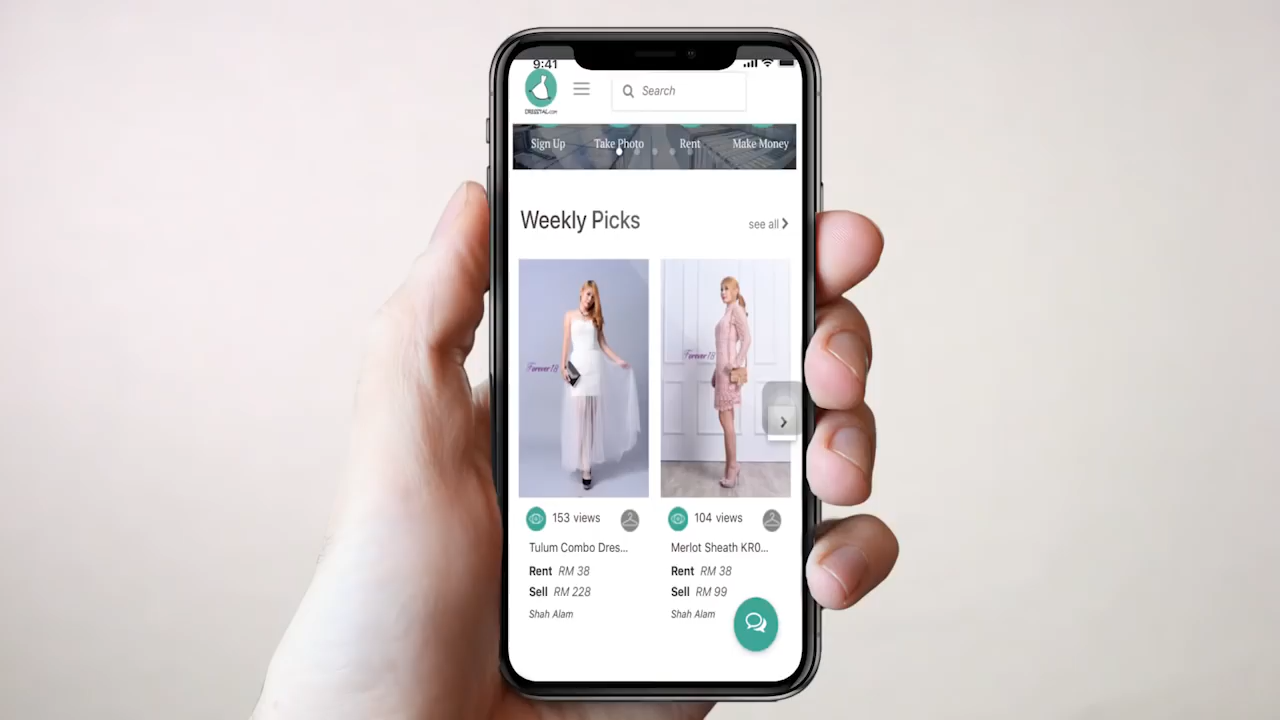 9:41
Search
Sign Up Take Photo Rent Make Money
Weekly Picks
see all
Forever18
Forever18
153 views
104 views
Tulum Combo Dres...
Merlot Sheath KR0...
Rent RM 38
Rent RM 38
Sell RM 228
Sell RM 99
Shah Alam
Shah Alam